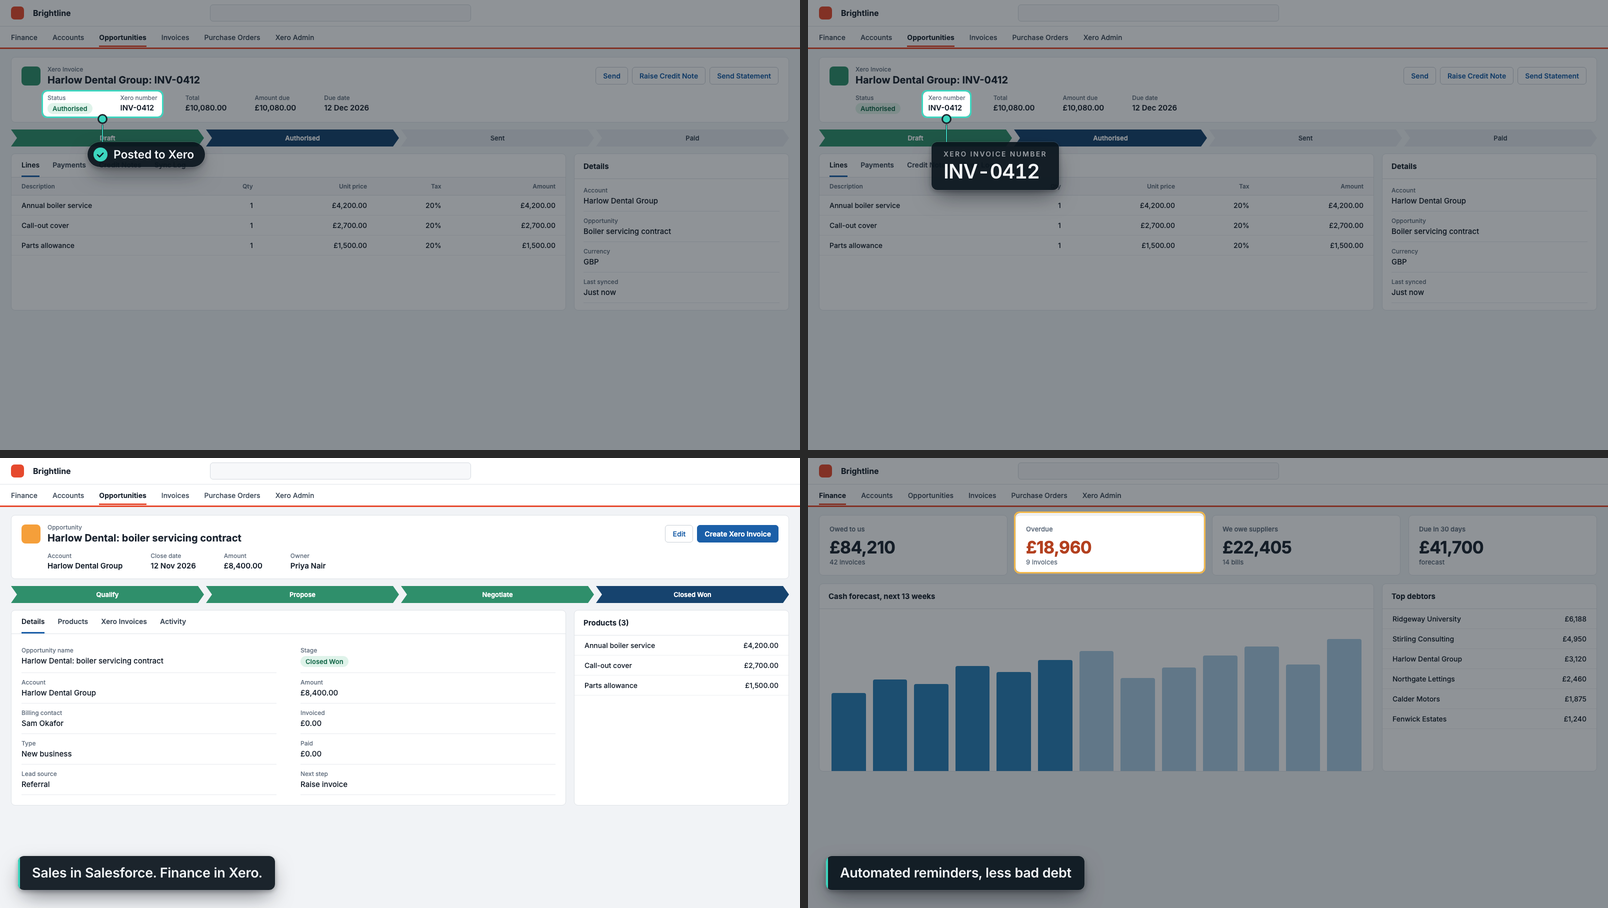 Brightline
Finance Accounts Opportunities Invoices Purchase Orders Xero Admin
Xero Invoice
Harlow Dental Group: INV-0412
Send Raise Credit Note Send Statement
Status Xero number Total Amount due Due date
Authorised INV-0412 £10,080.00 £10,080.00 12 Dec 2026
Draft Authorised Sent Paid
Posted to Xero
Lines Payments
Description Qty Unit price Tax Amount
Annual boiler service 1 £4,200.00 20% £4,200.00
Call-out cover 1 £2,700.00 20% £2,700.00
Parts allowance 1 £1,500.00 20% £1,500.00
Details
Account
Harlow Dental Group
Opportunity
Boiler servicing contract
Currency
GBP
Last synced
Just now
Brightline
Finance Accounts Opportunities Invoices Purchase Orders Xero Admin
Xero Invoice
Harlow Dental Group: INV-0412
Send Raise Credit Note Send Statement
Status Xero number Total Amount due Due date
Authorised INV-0412 £10,080.00 £10,080.00 12 Dec 2026
Draft Authorised Sent Paid
XERO INVOICE NUMBER
INV-0412
Lines Payments Credit
Description Unit price Tax Amount
Annual boiler service 1 £4,200.00 20% £4,200.00
Call-out cover 1 £2,700.00 20% £2,700.00
Parts allowance 1 £1,500.00 20% £1,500.00
Details
Account
Harlow Dental Group
Opportunity
Boiler servicing contract
Currency
GBP
Last synced
Just now
Brightline
Finance Accounts Opportunities Invoices Purchase Orders Xero Admin
Opportunity
Harlow Dental: boiler servicing contract
Edit Create Xero Invoice
Account Close date Amount Owner
Harlow Dental Group 12 Nov 2026 £8,400.00 Priya Nair
Qualify Propose Negotiate Closed Won
Details Products Xero Invoices Activity
Opportunity name Stage
Harlow Dental: boiler servicing contract Closed Won
Account Amount
Harlow Dental Group £8,400.00
Billing contact Invoiced
Sam Okafor £0.00
Type Paid
New business £0.00
Lead source Next step
Referral Raise invoice
Products (3)
Annual boiler service £4,200.00
Call-out cover £2,700.00
Parts allowance £1,500.00
Sales in Salesforce. Finance in Xero.
Brightline
Finance Accounts Opportunities Invoices Purchase Orders Xero Admin
Owed to us
£84,210
42 invoices
Overdue
£18,960
9 invoices
We owe suppliers
£22,405
14 bills
Due in 30 days
£41,700
forecast
Cash forecast, next 13 weeks
Top debtors
Ridgeway University £6,188
Stirling Consulting £4,950
Harlow Dental Group £3,120
Northgate Lettings £2,460
Calder Motors £1,875
Fenwick Estates £1,240
Automated reminders, less bad debt